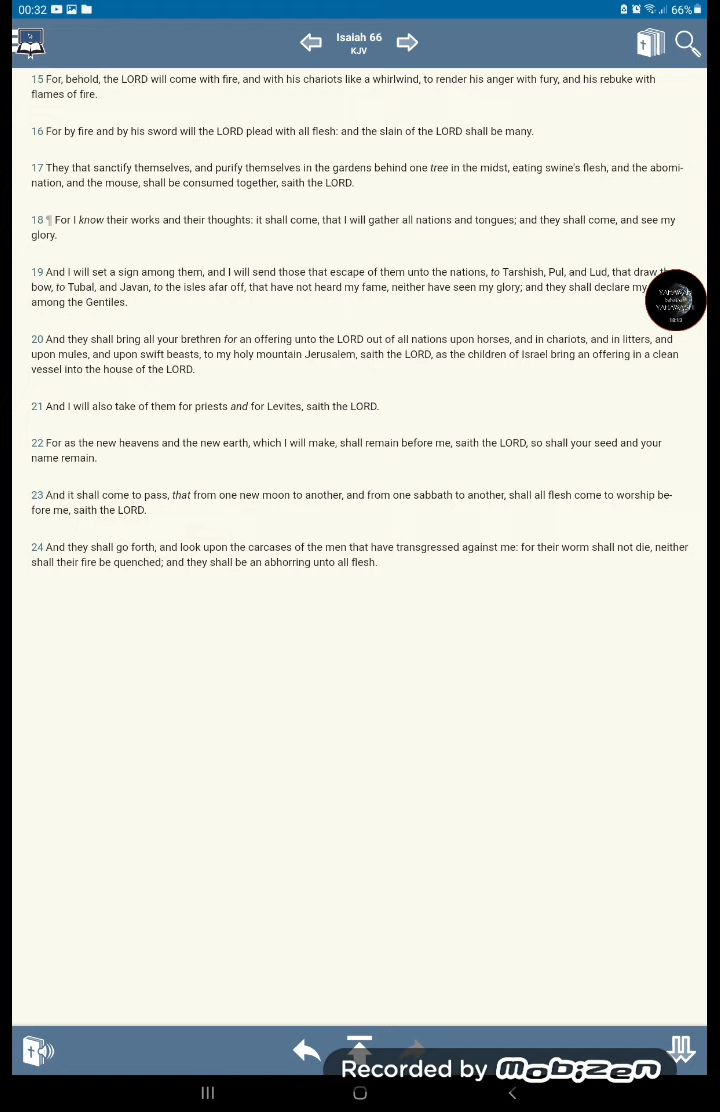 00:32 66%
Isaiah 66
KJV
15 For, behold, the LORD will come with fire, and with his chariots like a whirlwind, to render his anger with fury, and his rebuke with
flames of fire.
16 For by fire and by his sword will the LORD plead with all flesh: and the slain of the LORD shall be many.
17 They that sanctify themselves, and purify themselves in the gardens behind one tree in the midst, eating swine's flesh, and the abomi-
nation, and the mouse, shall be consumed together, saith the LORD.
18 ¶ For I know their works and their thoughts: it shall come, that I will gather all nations and tongues; and they shall come, and see my
glory.
19 And I will set a sign among them, and I will send those that escape of them unto the nations, to Tarshish, Pul, and Lud, that draw
bow, to Tubal, and Javan, to the isles afar off, that have not heard my fame, neither have seen my glory; and they shall declare my
among the Gentiles.
YAHAWAH
YAHAWASHI
18:13
20 And they shall bring all your brethren for an offering unto the LORD out of all nations upon horses, and in chariots, and in litters, and
upon mules, and upon swift beasts, to my holy mountain Jerusalem, saith the LORD, as the children of Israel bring an offering in a clean
vessel into the house of the LORD.
21 And I will also take of them for priests and for Levites, saith the LORD.
22 For as the new heavens and the new earth, which I will make, shall remain before me, saith the LORD, so shall your seed and your
name remain.
23 And it shall come to pass, that from one new moon to another, and from one sabbath to another, shall all flesh come to worship be-
fore me, saith the LORD.
24 And they shall go forth, and look upon the carcases of the men that have transgressed against me: for their worm shall not die, neither
shall their fire be quenched; and they shall be an abhorring unto all flesh.
Recorded by mobizen